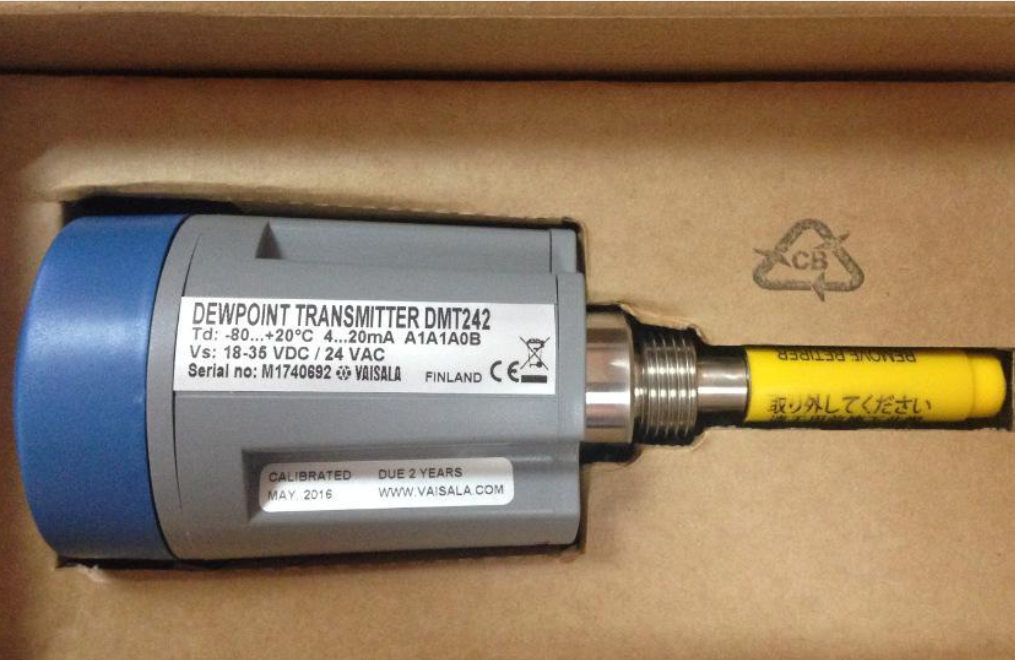 DEWPOINT TRANSMITTER DMT242
Td: -80...+20°C 4...20mA A1A1A0B
Vs: 18-35 VDC / 24 VAC
Serial no: M1740692 VAISALA FINLAND CE
CALIBRATED DUE 2 YEARS
MAY. 2016 WWW.VAISALA.COM
CB
REMOVE RETIRER
取り外してください